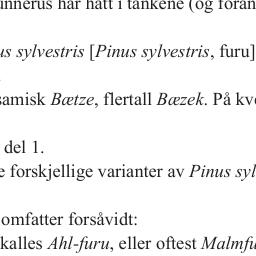 unnerus har hatt i tankene (og foran
us sylvestris [Pinus sylvestris, furu]
samisk Bætze, flertall Bæzek. På kv
del 1.
e forskjellige varianter av Pinus syl
omfatter forsåvidt:
kalles Ahl-furu, eller oftest Malmfu